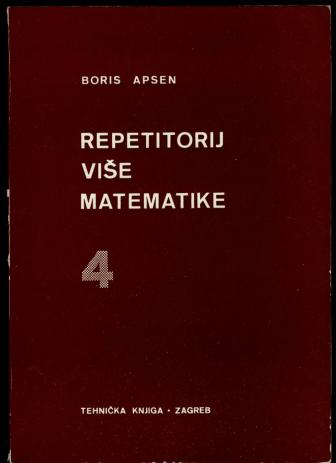 BORIS APSEN
REPETITORIJ
VIŠE
MATEMATIKE
4
TEHNIČKA KNJIGA • ZAGREB